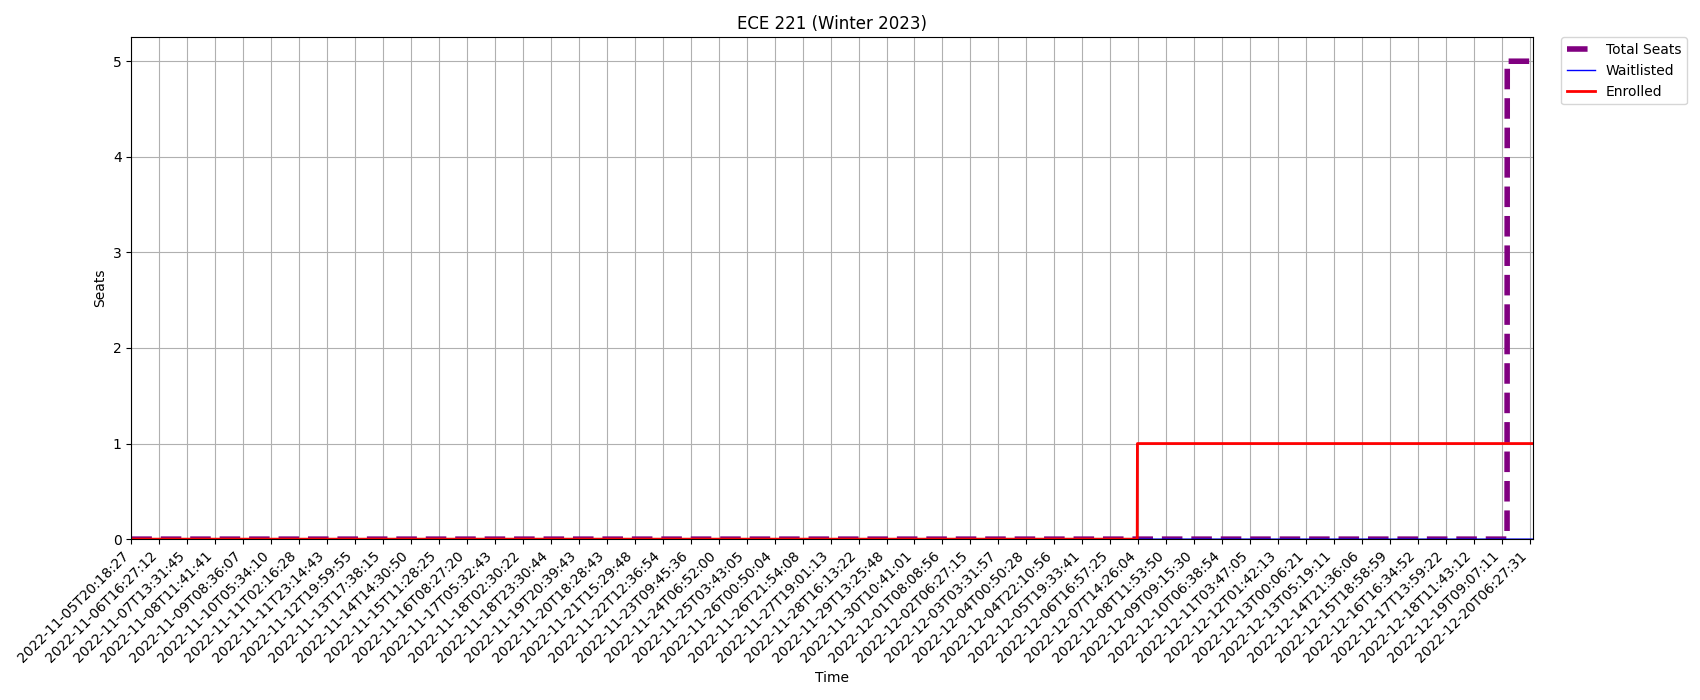 ECE 221 (Winter 2023)
Total Seats
Waitlisted
Enrolled
5
4
3
2
1
0
Seats
2022-11-05T20:18:27
2022-11-06T16:27:12
2022-11-07T13:31:45
2022-11-08T11:41:41
2022-11-09T08:36:07
2022-11-10T05:34:10
2022-11-11T02:16:28
2022-11-11T23:14:43
2022-11-12T19:59:55
2022-11-13T17:38:15
2022-11-14T14:30:50
2022-11-15T11:28:25
2022-11-16T08:27:20
2022-11-17T05:32:43
2022-11-18T02:30:22
2022-11-18T23:30:44
2022-11-19T20:39:43
2022-11-20T18:28:43
2022-11-21T15:29:48
2022-11-22T12:36:54
2022-11-23T09:45:36
2022-11-24T06:52:00
2022-11-25T03:43:05
2022-11-26T00:50:04
2022-11-26T21:54:08
2022-11-27T19:01:13
2022-11-28T16:13:22
2022-11-29T13:25:48
2022-11-30T10:41:01
2022-12-01T08:08:56
2022-12-02T06:27:15
2022-12-03T03:31:57
2022-12-04T00:50:28
2022-12-04T22:10:56
2022-12-05T19:33:41
2022-12-06T16:57:25
2022-12-07T14:26:04
2022-12-08T11:53:50
2022-12-09T09:15:30
2022-12-10T06:38:54
2022-12-11T03:47:05
2022-12-12T01:42:13
2022-12-13T00:06:21
2022-12-13T05:19:11
2022-12-14T21:36:06
2022-12-15T18:58:59
2022-12-16T16:34:52
2022-12-17T13:59:22
2022-12-18T11:43:12
2022-12-19T09:07:11
2022-12-20T06:27:31
Time